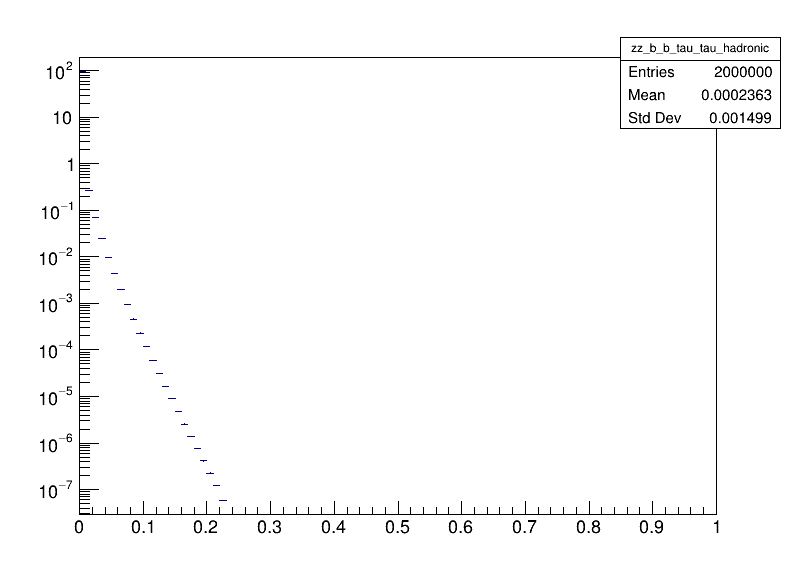 zz_b_b_tau_tau_hadronic
Entries 2000000
Mean 0.0002363
Std Dev 0.001499
10²
10
1
10⁻¹
10⁻²
10⁻³
10⁻⁴
10⁻⁵
10⁻⁶
10⁻⁷
0 0.1 0.2 0.3 0.4 0.5 0.6 0.7 0.8 0.9 1